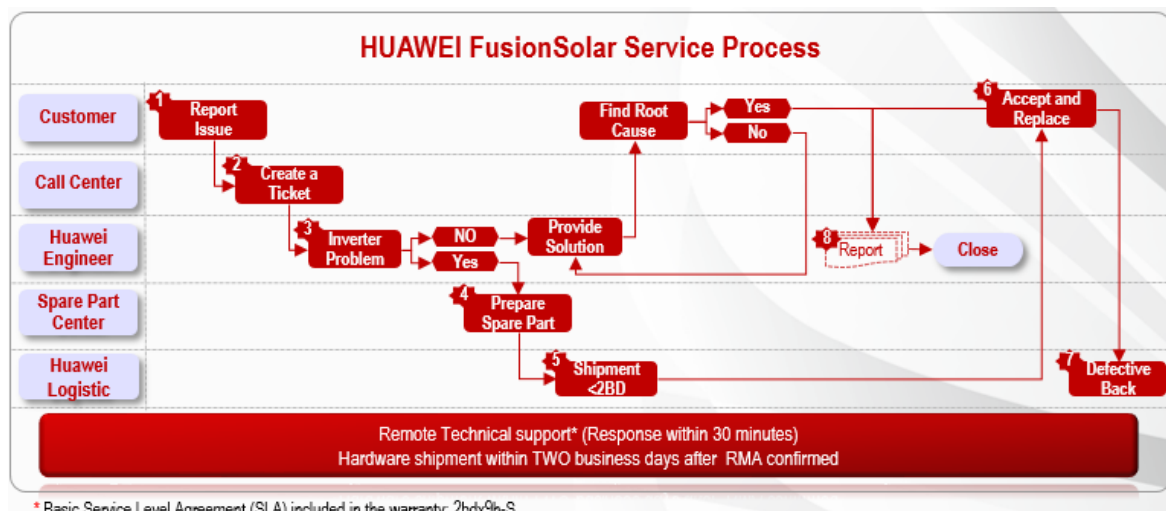 HUAWEI FusionSolar Service Process
Customer
1
Report
Issue
Find Root
Cause
Yes
No
6
Accept and
Replace
Call Center
2
Create a
Ticket
Huawei
Engineer
3
Inverter
Problem
NO
Yes
Provide
Solution
8
Report
Close
Spare Part
Center
4
Prepare
Spare Part
Huawei
Logistic
5
Shipment
<2BD
7
Defective
Back
Remote Technical support* (Response within 30 minutes)
Hardware shipment within TWO business days after RMA confirmed
* Basic Service Level Agreement (SLA) included in the warranty: 2bdx9h-S